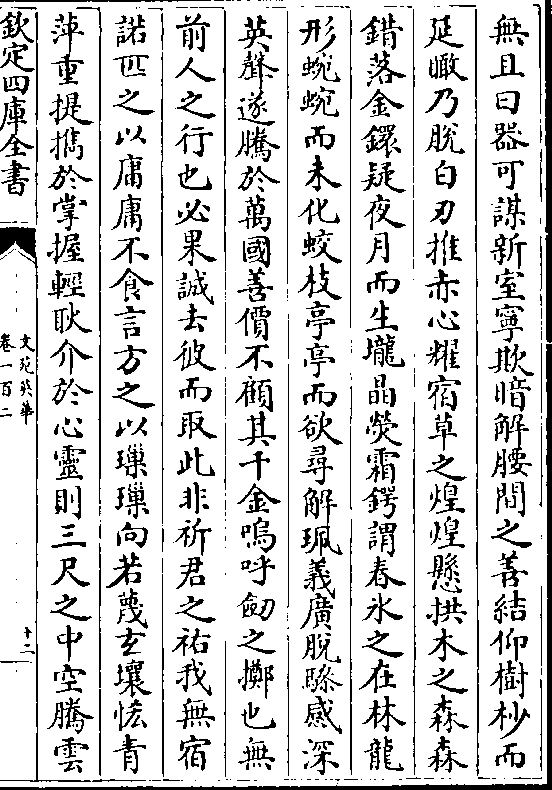 無且曰器可謀新室寧欺暗解腰間之善結仰樹杪而
延瞰乃脫白刃推赤心耀宿草之煌煌懸拱木之森森
錯落金鐶疑夜月而生壠晶熒霜鍔謂春氷之在林龍
形蜿蜿而未化蛟枝亭亭而欲尋解珮義廣脫驂感深
英聲遂騰於萬國善價不顧其千金嗚呼劒之擲也無
前人之行也必果誠去彼而取此非祈君之祐我無宿
諾匹之以庸庸不食言方之以璅璅向若蔑玄壤恡青
萍重提擕於掌握輕耿介於心靈則三尺之中空騰雲
欽定四庫全書
文苑英華
卷一百二
十二